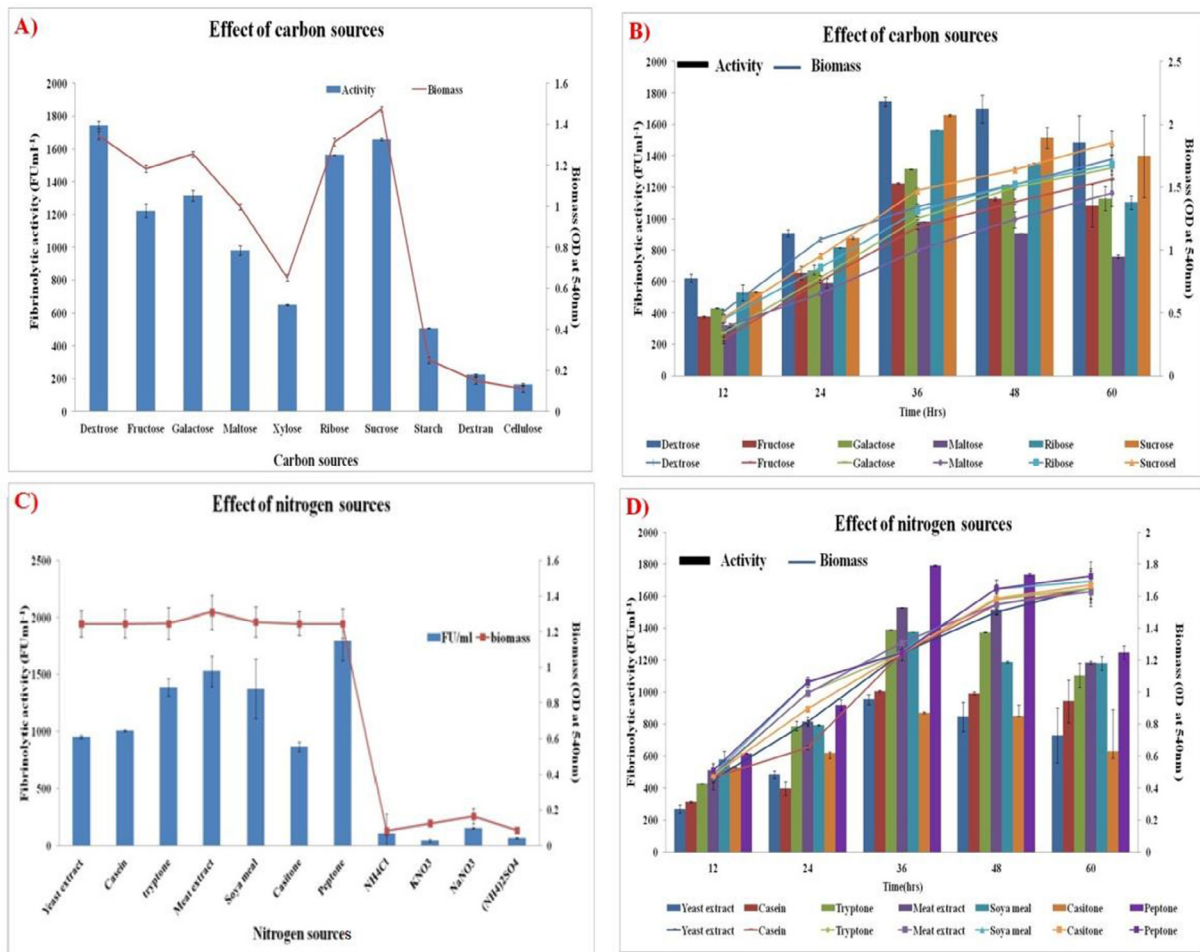 A)
Effect of carbon sources
Activity
Biomass
Fibrinolytic activity (FUml⁻¹)
2000
1800
1600
1400
1200
1000
800
600
400
200
0
1.6
1.4
1.2
1
0.8
0.6
0.4
0.2
0
Biomass (OD at 540nm)
Dextrose Fructose Galactose Maltose Xylose Ribose Sucrose Starch Dextran Cellulose
Carbon sources
B)
Effect of carbon sources
Activity
Biomass
Fibrinolytic activity (FUml⁻¹)
2000
1800
1600
1400
1200
1000
800
600
400
200
0
2.5
2
1.5
1
0.5
0
Biomass (OD at 540nm)
12 24 36 48 60
Time (Hrs)
Dextrose Fructose Galactose Maltose Ribose Sucrose
Dextrose Fructose Galactose Maltose Ribose Sucrosel
C)
Effect of nitrogen sources
FU/ml
biomass
Fibrinolytic activity (FUml⁻¹)
2500
2000
1500
1000
500
0
1.6
1.4
1.2
1
0.8
0.6
0.4
0.2
0
Biomass (OD at 540nm)
Yeast extract Casein tryptone Meat extract Soya meal Casitone Peptone NH4Cl KNO3 NaNO3 (NH4)2SO4
Nitrogen sources
D)
Effect of nitrogen sources
Activity
Biomass
Fibrinolytic activity (FUml⁻¹)
2000
1800
1600
1400
1200
1000
800
600
400
200
0
2
1.8
1.6
1.4
1.2
1
0.8
0.6
0.4
0.2
0
Biomass (0D at 540nm)
12 24 36 48 60
Time(hrs)
Yeast extract Casein Tryptone Meat extract Soya meal Casitone Peptone
Yeast extract Casein Tryptone Meat extract Soya meal Casitone Peptone